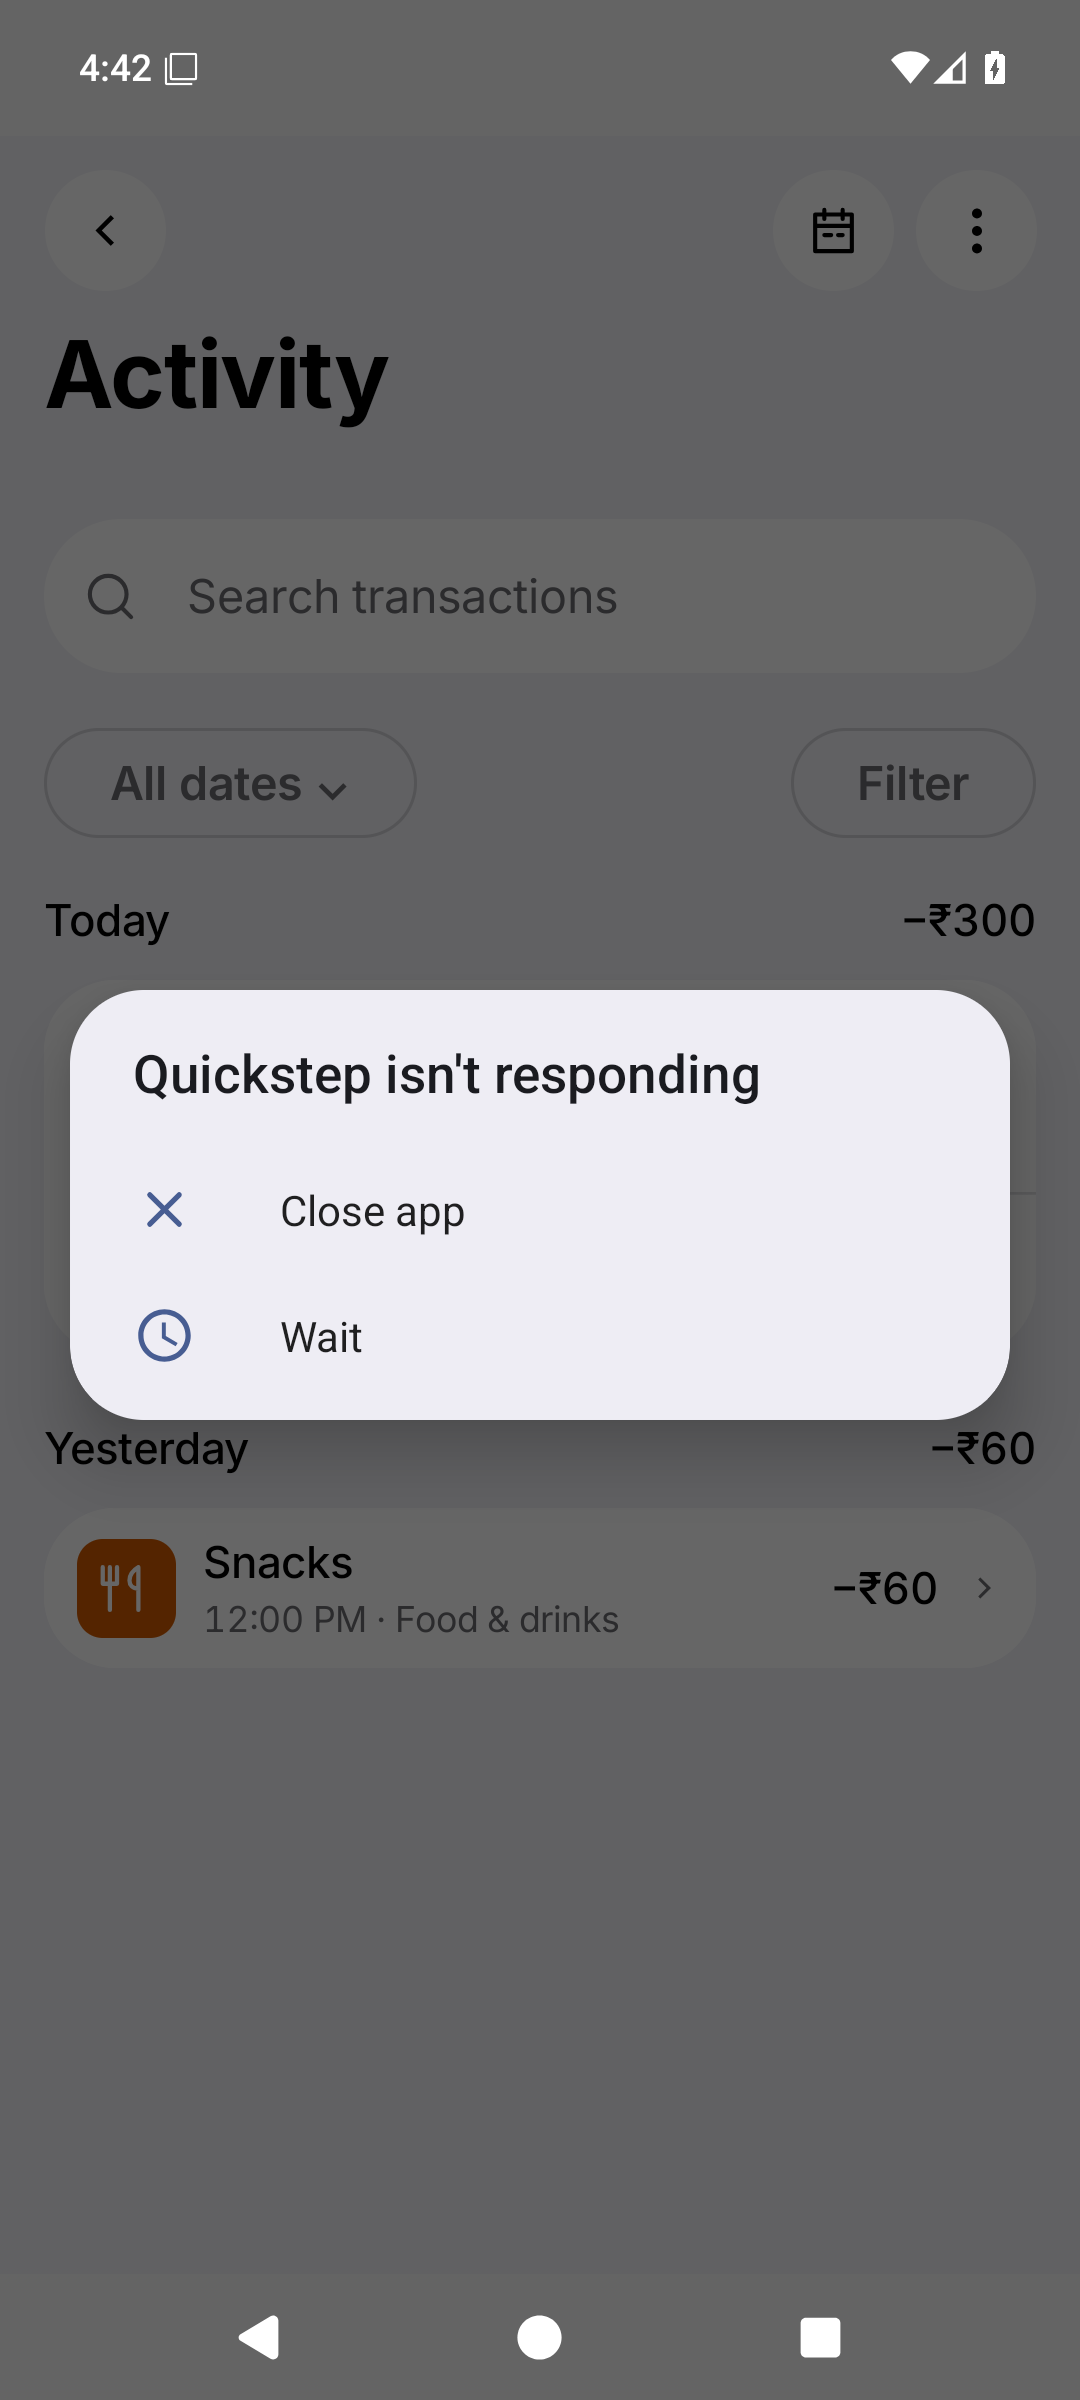 4:42
Activity
Search transactions
All dates
Filter
Today
–₹300
Quickstep isn't responding
Close app
Wait
Yesterday
–₹60
Snacks
12:00 PM · Food & drinks
–₹60